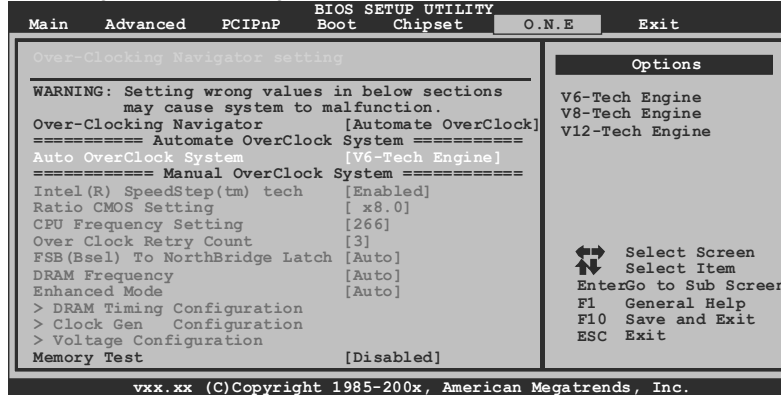 BIOS SETUP UTILITY
Main Advanced PCIPnP Boot Chipset O.N.E Exit
Over-Clocking Navigator setting
WARNING: Setting wrong values in below sections
may cause system to malfunction.
Over-Clocking Navigator [Automate OverClock]
=========== Automate OverClock System ===========
Auto OverClock System [V6-Tech Engine]
============ Manual OverClock System ============
Intel(R) SpeedStep(tm) tech [Enabled]
Ratio CMOS Setting [ x8.0]
CPU Frequency Setting [266]
Over Clock Retry Count [3]
FSB(Bsel) To NorthBridge Latch [Auto]
DRAM Frequency [Auto]
Enhanced Mode [Auto]
> DRAM Timing Configuration
> Clock Gen Configuration
> Voltage Configuration
Memory Test [Disabled]
Options
V6-Tech Engine
V8-Tech Engine
V12-Tech Engine
Select Screen
Select Item
EnterGo to Sub Screen
F1 General Help
F10 Save and Exit
ESC Exit
vxx.xx (C)Copyright 1985-200x, American Megatrends, Inc.